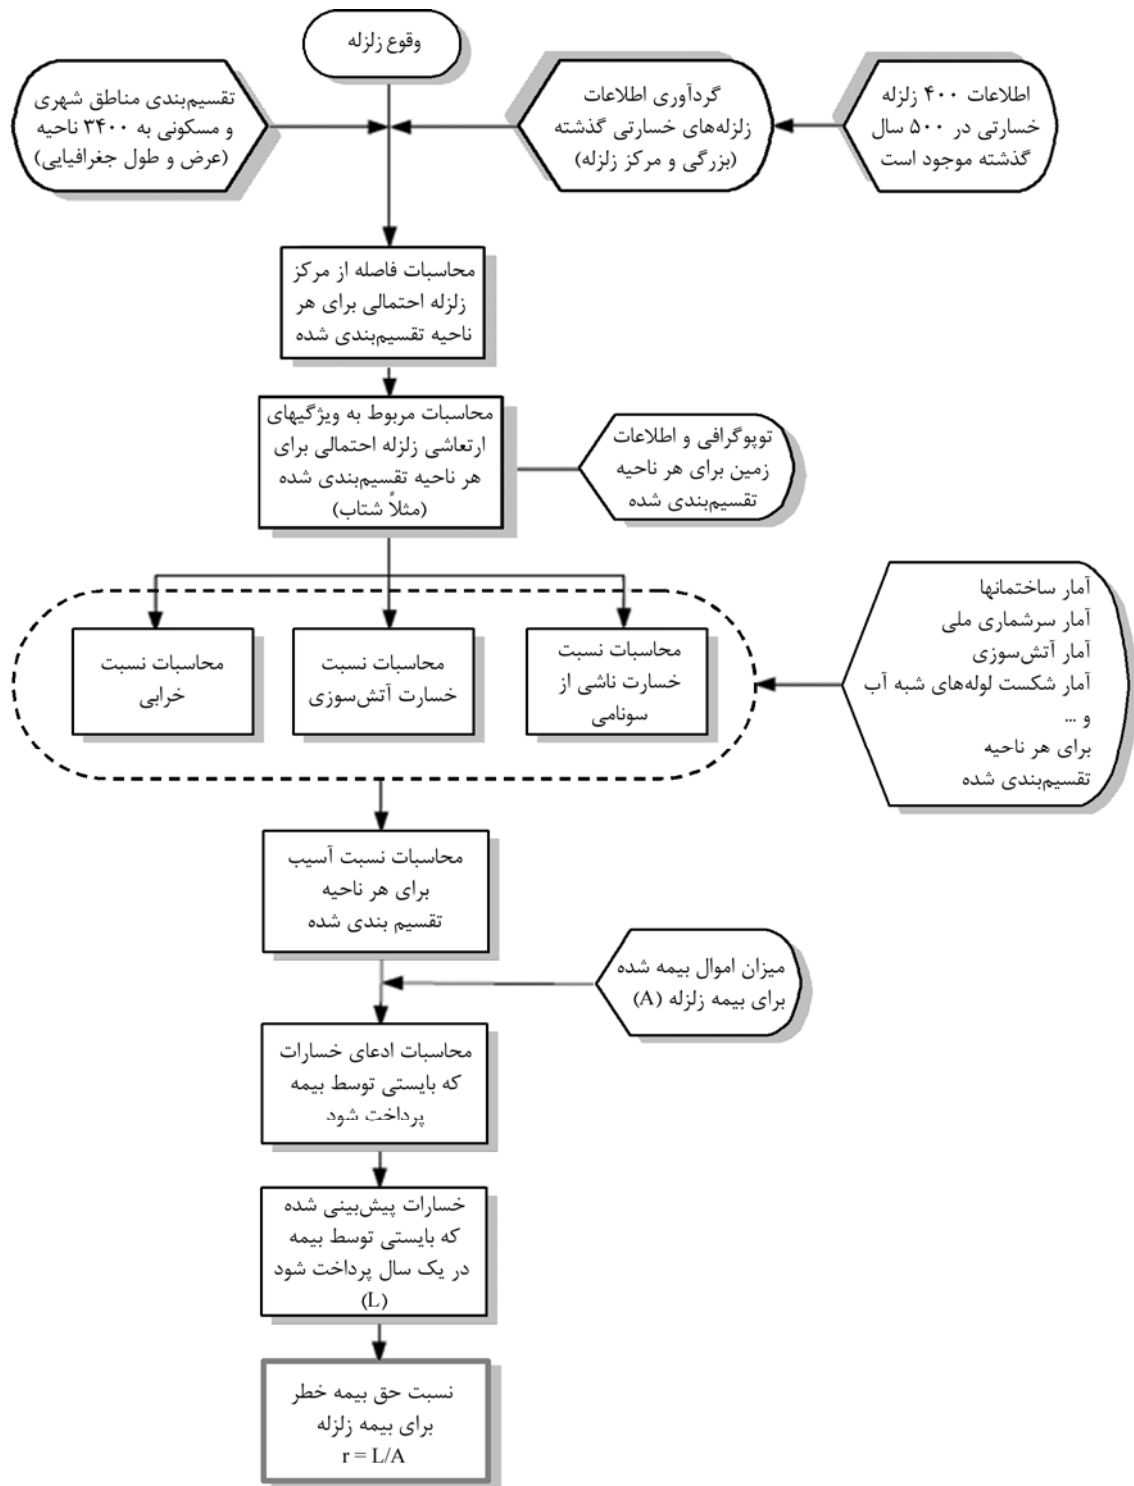 وقوع زلزله
اطلاعات ۴۰۰ زلزله
خسارتی در ۵۰۰ سال
گذشته موجود است
گردآوری اطلاعات
زلزله‌های خسارتی گذشته
(بزرگی و مرکز زلزله)
تقسیم‌بندی مناطق شهری
و مسکونی به ۳۴۰۰ ناحیه
(عرض و طول جغرافیایی)
محاسبات فاصله از مرکز
زلزله احتمالی برای هر
ناحیه تقسیم‌بندی شده
محاسبات مربوط به ویژگیهای
ارتعاشی زلزله احتمالی برای
هر ناحیه تقسیم‌بندی شده
(مثلاً شتاب)
توپوگرافی و اطلاعات
زمین برای هر ناحیه
تقسیم‌بندی شده
آمار ساختمانها
آمار سرشماری ملی
آمار آتش‌سوزی
آمار شکست لوله‌های شبه آب
و ...
برای هر ناحیه
تقسیم‌بندی شده
محاسبات نسبت
خسارت ناشی از
سونامی
محاسبات نسبت
خسارت آتش‌سوزی
محاسبات نسبت
خرابی
محاسبات نسبت آسیب
برای هر ناحیه
تقسیم بندی شده
میزان اموال بیمه شده
برای بیمه زلزله (A)
محاسبات ادعای خسارات
که بایستی توسط بیمه
پرداخت شود
خسارات پیش‌بینی شده
که بایستی توسط بیمه
در یک سال پرداخت شود
(L)
نسبت حق بیمه خطر
برای بیمه زلزله
r = L/A